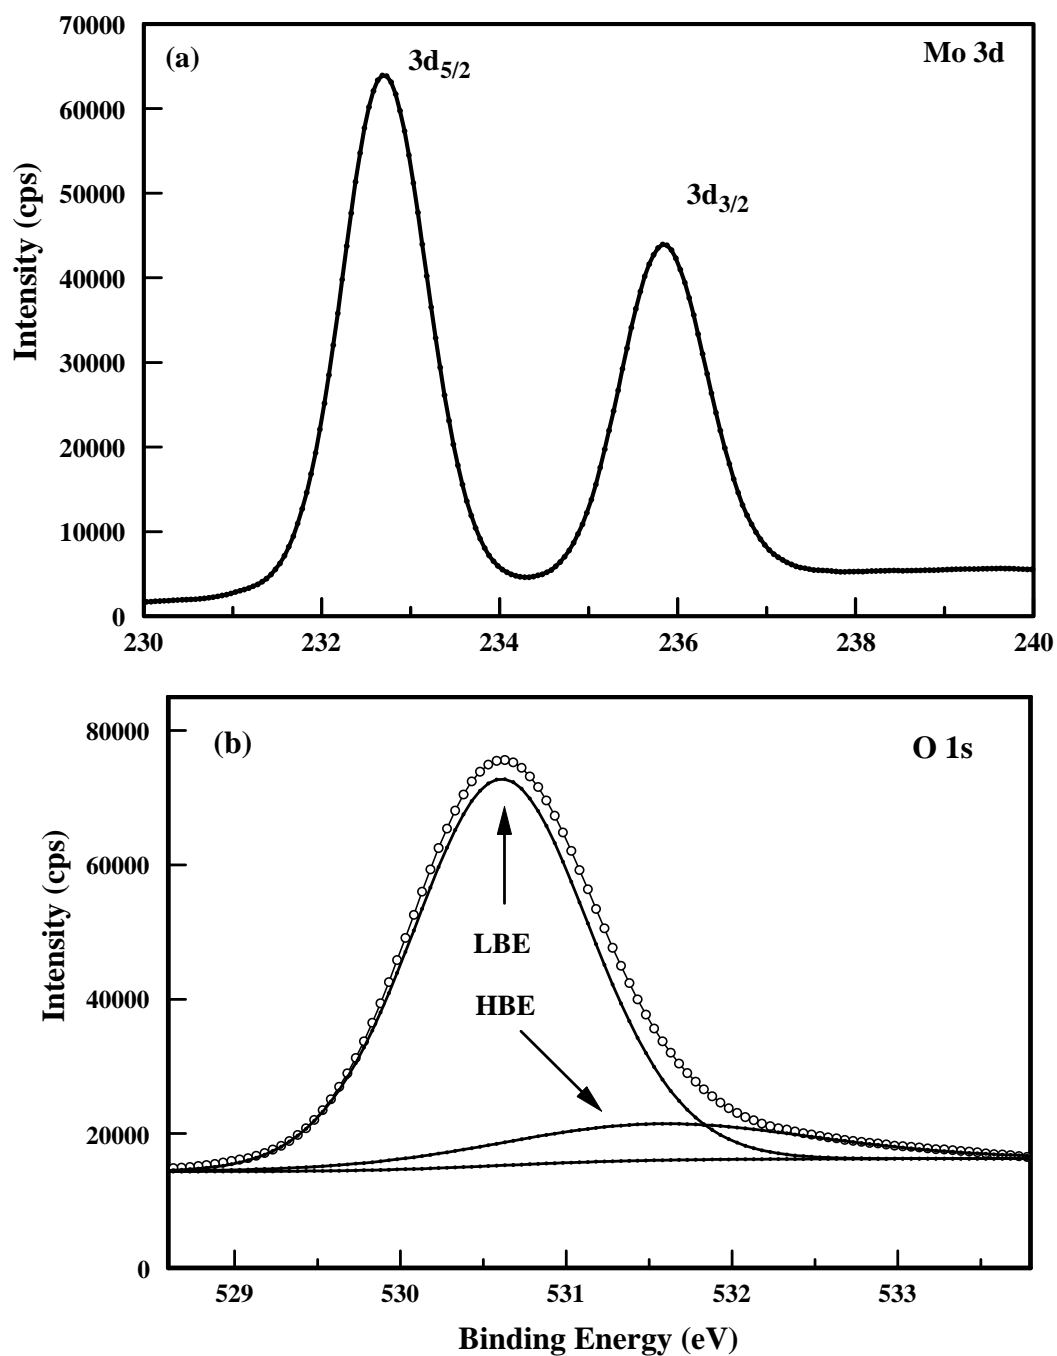 70000
(a)
3d5/2
Mo 3d
60000
50000
3d3/2
Intensity (cps)
40000
30000
20000
10000
0
230 232 234 236 238 240
80000
(b)
O 1s
60000
Intensity (cps)
LBE
HBE
40000
20000
0
529 530 531 532 533
Binding Energy (eV)